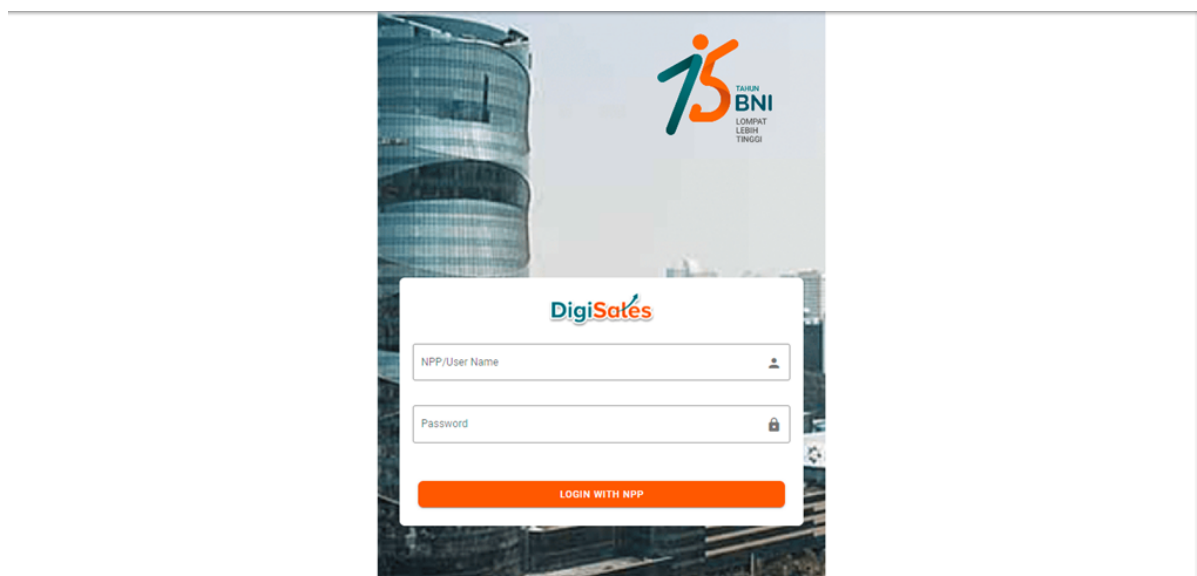 75
TAHUN
BNI
LOMPAT
LEBIH
TINGGI
DigiSales
NPP/User Name
Password
LOGIN WITH NPP